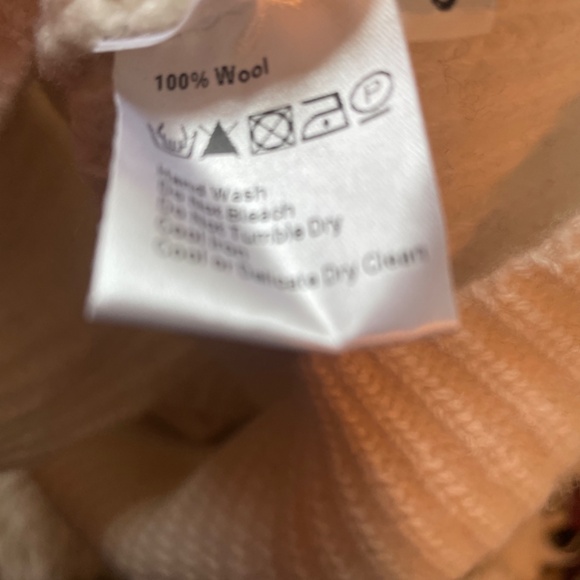 100% Wool
P
Hand Wash
Do Not Bleach
Do Not Tumble Dry
Cool Iron
Cool or Delicate Dry Clean